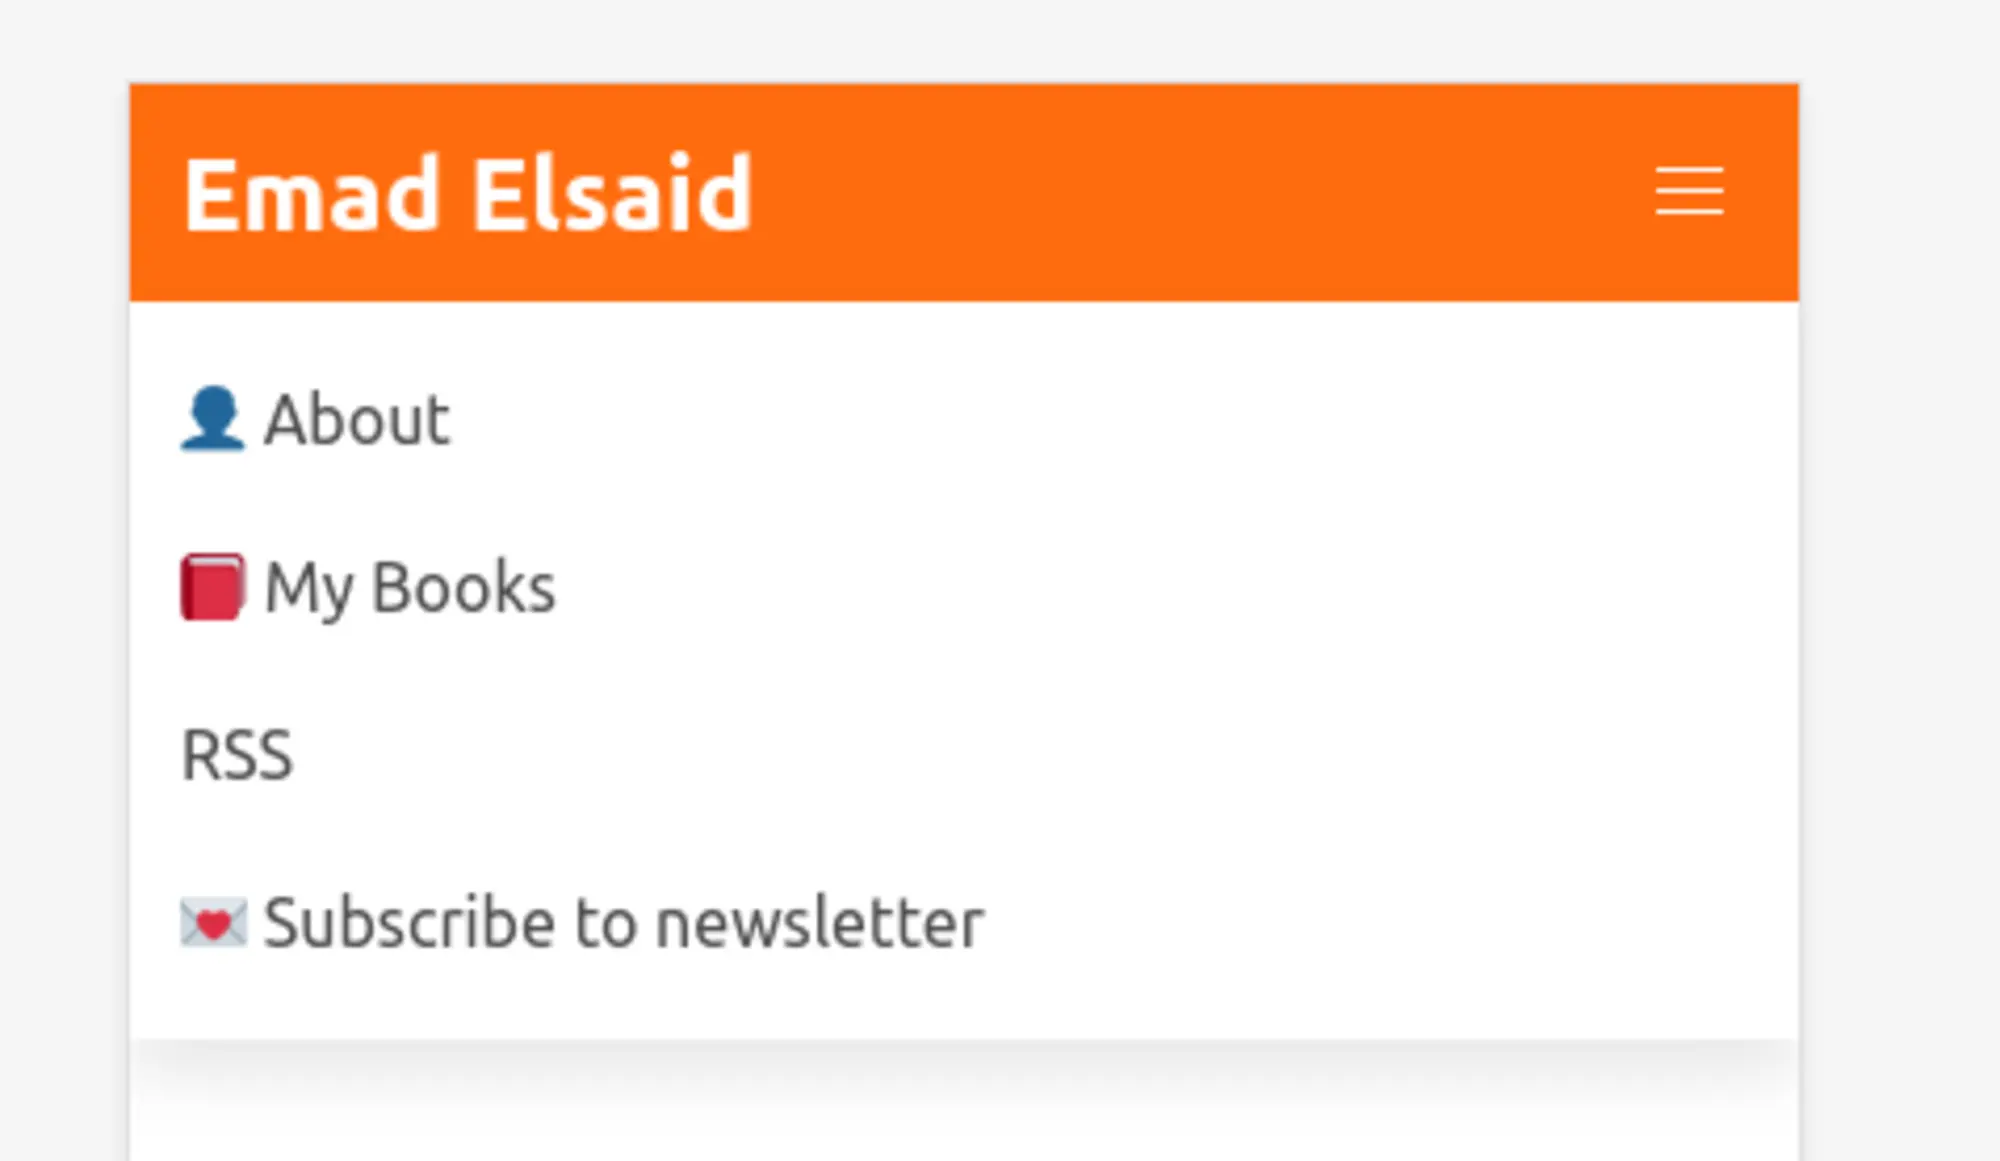 Emad Elsaid
👤 About
📕 My Books
RSS
💌 Subscribe to newsletter